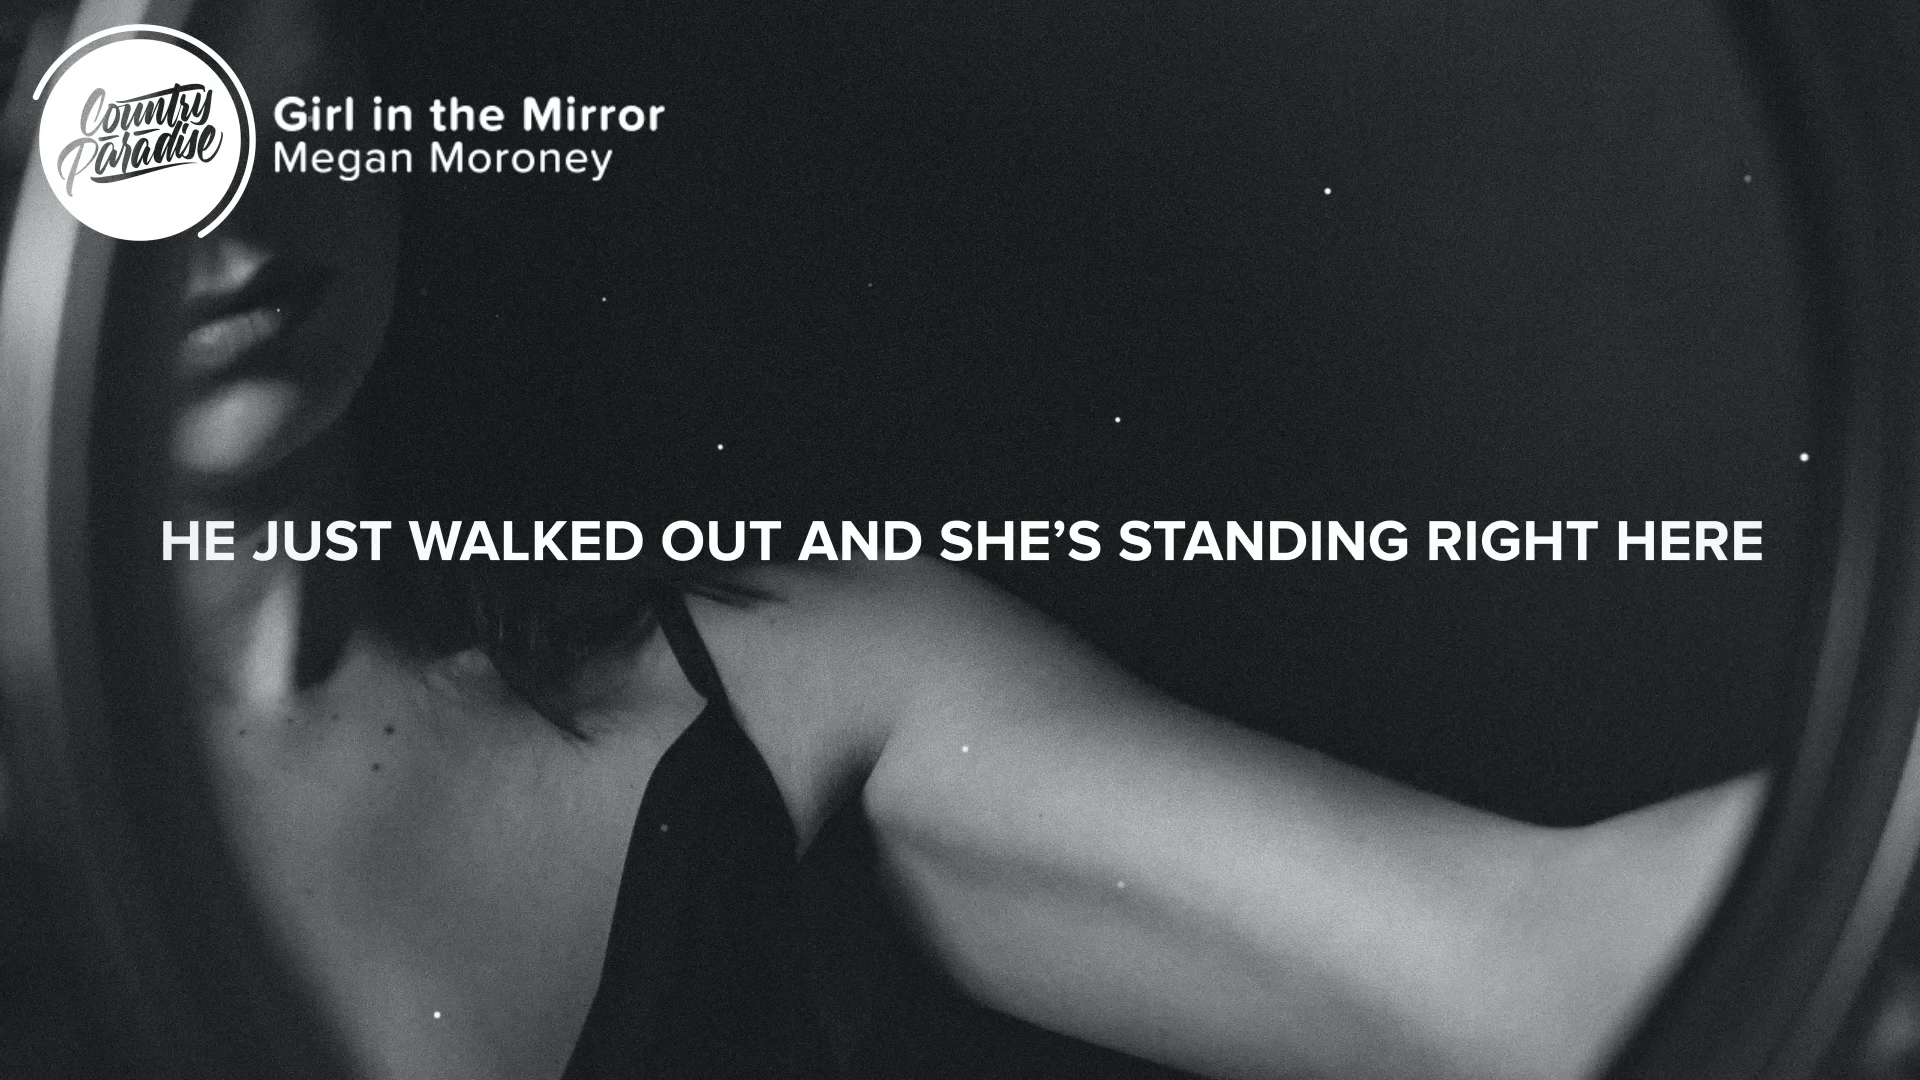 Country
Paradise
Girl in the Mirror
Megan Moroney
HE JUST WALKED OUT AND SHE’S STANDING RIGHT HERE